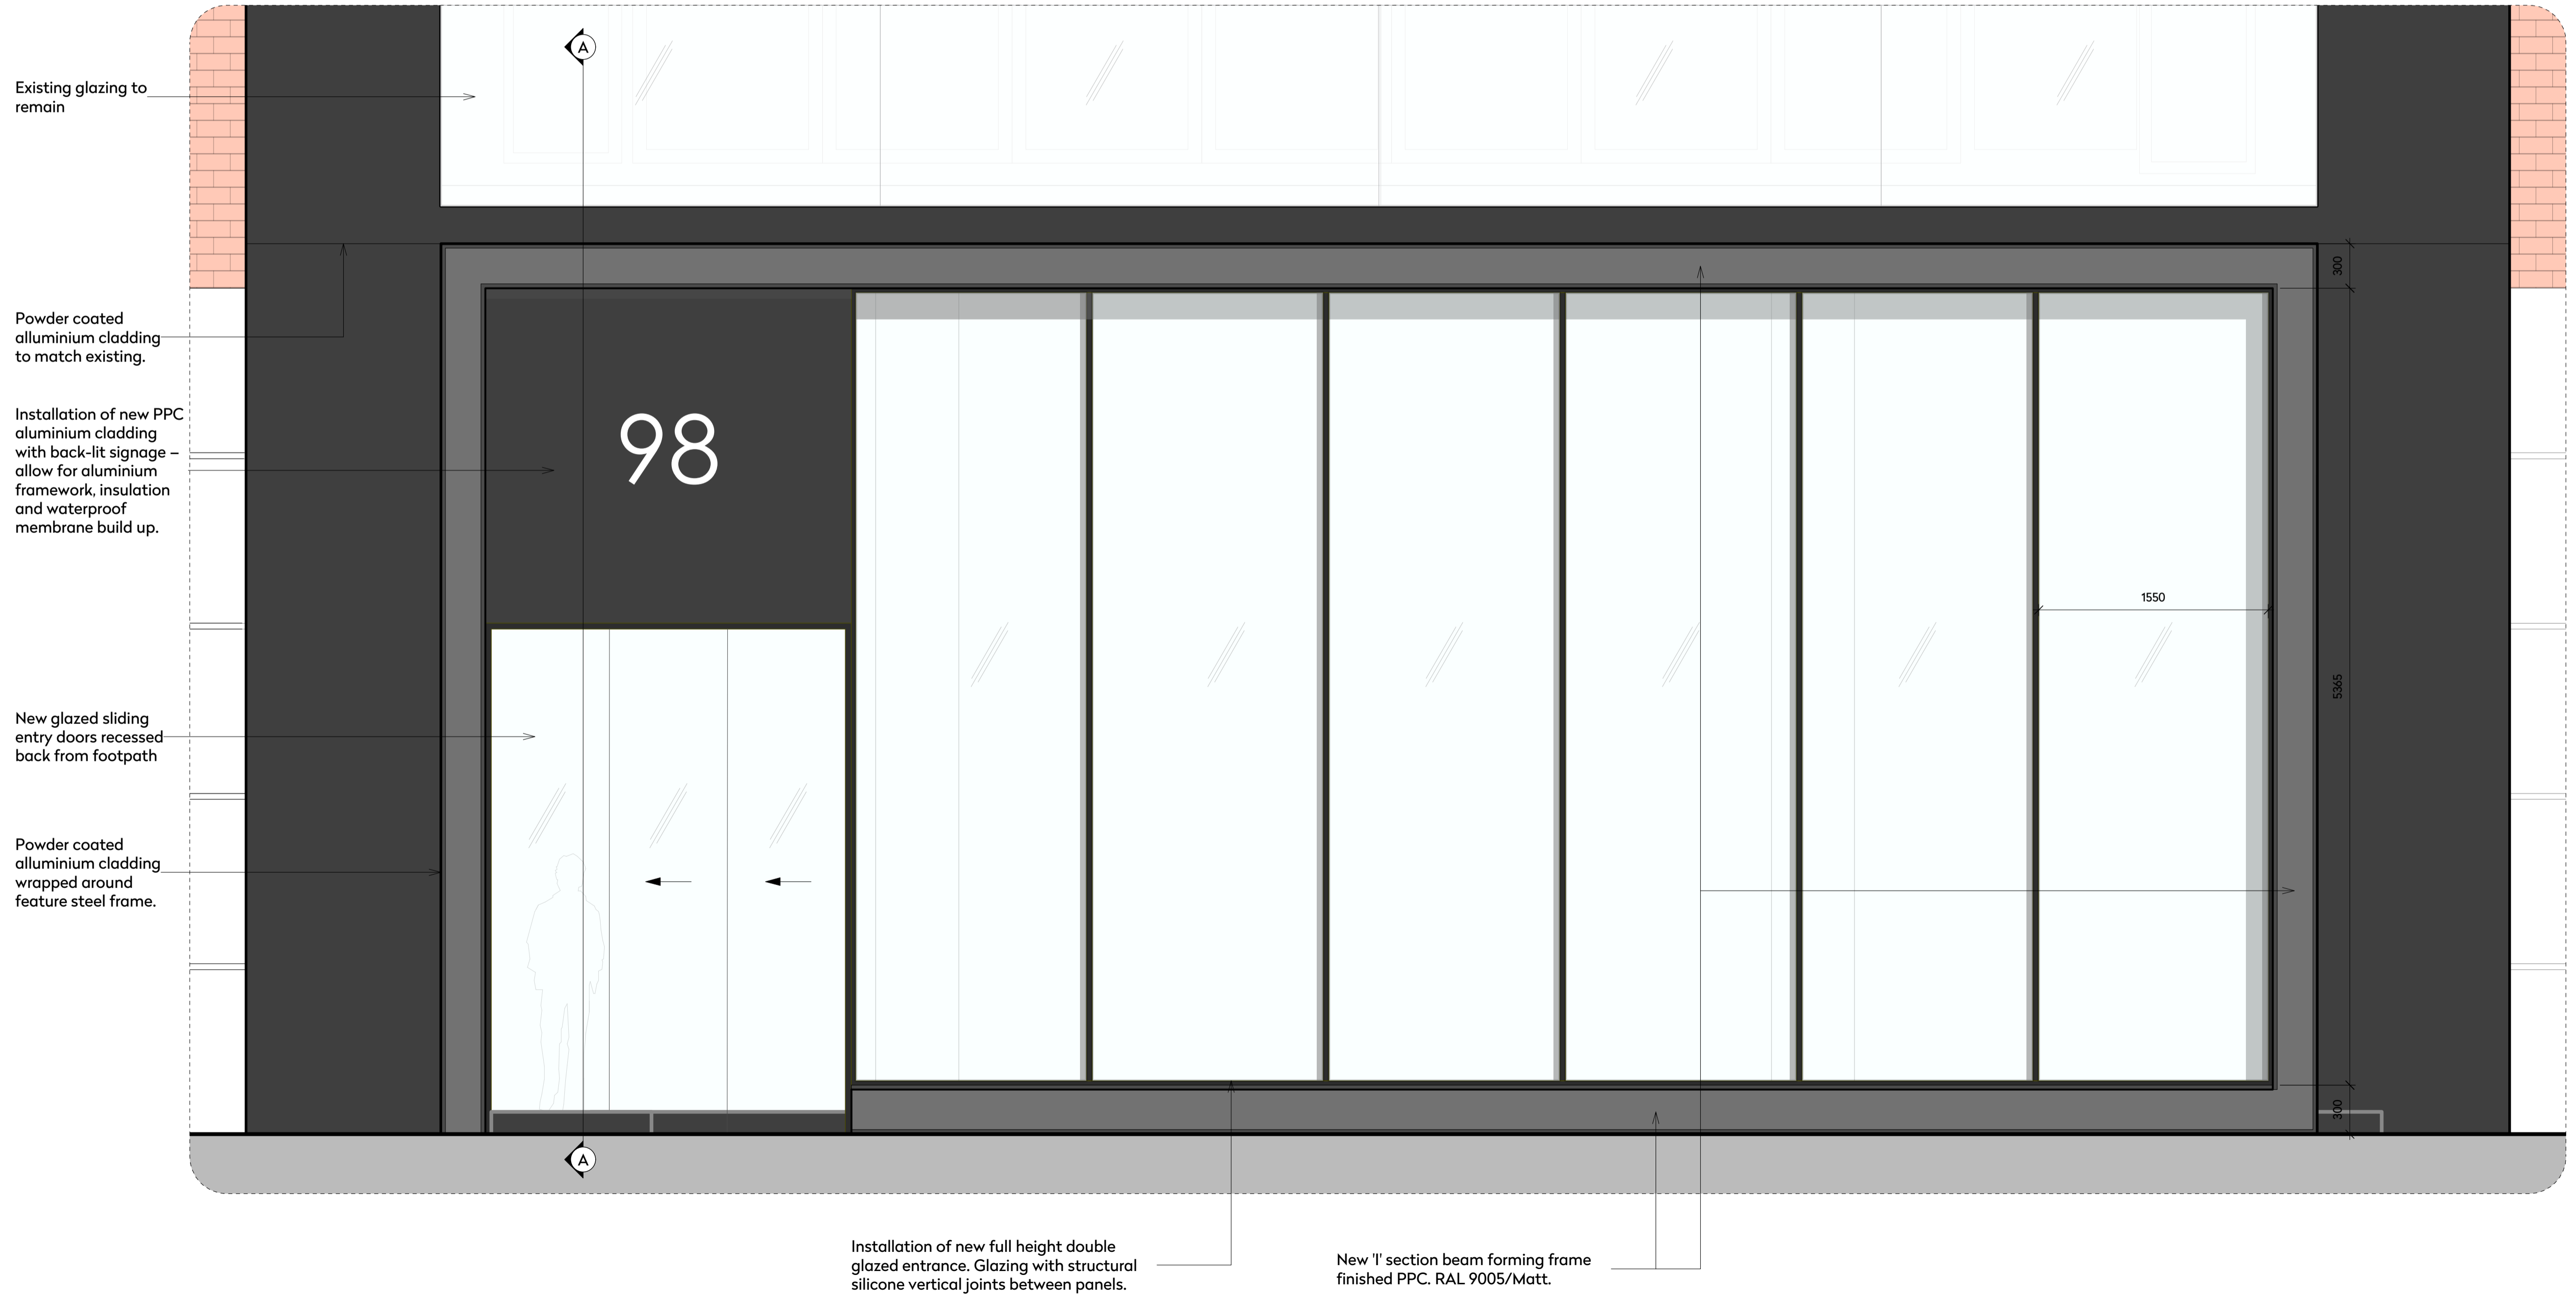 A
Existing glazing to
remain
300
Powder coated
alluminium cladding
to match existing.
Installation of new PPC
aluminium cladding
with back-lit signage –
allow for aluminium
framework, insulation
and waterproof
membrane build up.
98
1550
5365
New glazed sliding
entry doors recessed
back from footpath
Powder coated
alluminium cladding
wrapped around
feature steel frame.
300
A
Installation of new full height double
glazed entrance. Glazing with structural
silicone vertical joints between panels.
New 'I' section beam forming frame
finished PPC. RAL 9005/Matt.